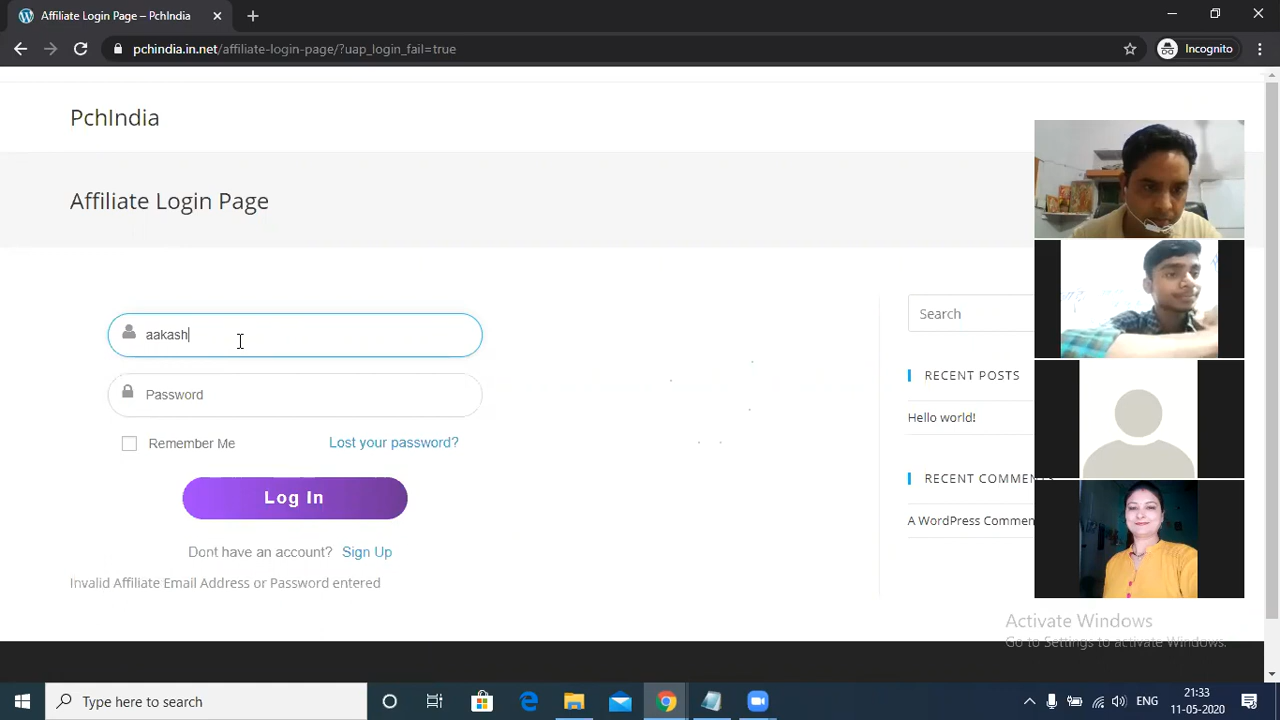 Affiliate Login Page – PchIndia
pchindia.in.net/affiliate-login-page/?uap_login_fail=true
Incognito
PchIndia
Affiliate Login Page
aakash
Password
Remember Me
Lost your password?
Log In
Dont have an account? Sign Up
Invalid Affiliate Email Address or Password entered
Search
RECENT POSTS
Hello world!
RECENT COMMENTS
A WordPress Commen
Activate Windows
Go to Settings to activate Windows.
Type here to search
ENG
21:33
11-05-2020